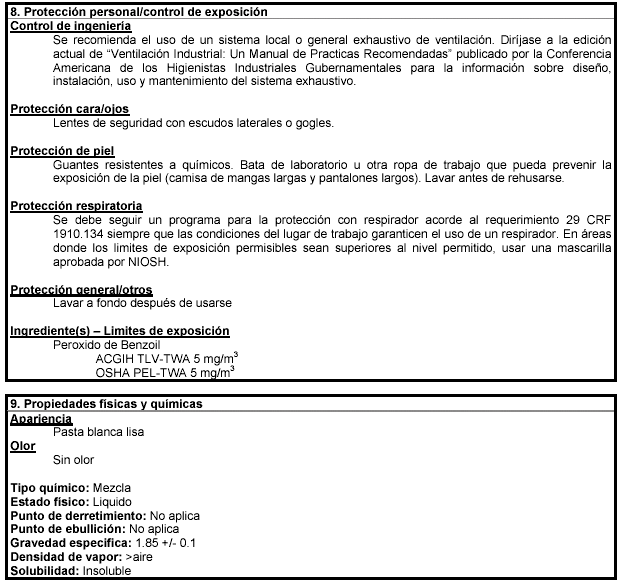 8. Protección personal/control de exposición
Control de ingeniería
Se recomienda el uso de un sistema local o general exhaustivo de ventilación. Diríjase a la edición
actual de “Ventilación Industrial: Un Manual de Practicas Recomendadas” publicado por la Conferencia
Americana de los Higienistas Industriales Gubernamentales para la información sobre diseño,
instalación, uso y mantenimiento del sistema exhaustivo.
Protección cara/ojos
Lentes de seguridad con escudos laterales o gogles.
Protección de piel
Guantes resistentes a químicos. Bata de laboratorio u otra ropa de trabajo que pueda prevenir la
exposición de la piel (camisa de mangas largas y pantalones largos). Lavar antes de rehusarse.
Protección respiratoria
Se debe seguir un programa para la protección con respirador acorde al requerimiento 29 CRF
1910.134 siempre que las condiciones del lugar de trabajo garanticen el uso de un respirador. En áreas
donde los limites de exposición permisibles sean superiores al nivel permitido, usar una mascarilla
aprobada por NIOSH.
Protección general/otros
Lavar a fondo después de usarse
Ingrediente(s) – Limites de exposición
Peroxido de Benzoil
ACGIH TLV-TWA 5 mg/m³
OSHA PEL-TWA 5 mg/m³
9. Propiedades físicas y químicas
Apariencia
Pasta blanca lisa
Olor
Sin olor
Tipo químico: Mezcla
Estado físico: Liquido
Punto de derretimiento: No aplica
Punto de ebullición: No aplica
Gravedad especifica: 1.85 +/- 0.1
Densidad de vapor: >aire
Solubilidad: Insoluble